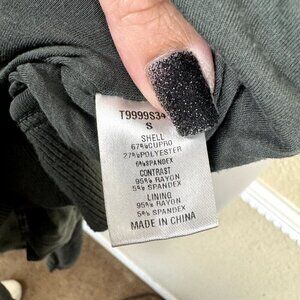 T9999S34
S
SHELL
67%CUPRO
27%POLYESTER
6%SPANDEX
CONTRAST
95% RAYON
5% SPANDEX
LINING
95% RAYON
5% SPANDEX
MADE IN CHINA